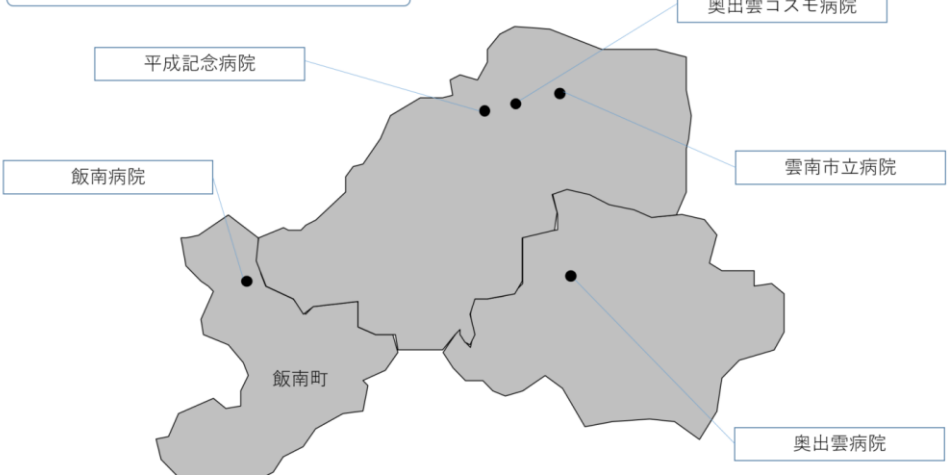 奥出雲コスモ病院
平成記念病院
雲南市立病院
飯南病院
飯南町
奥出雲病院